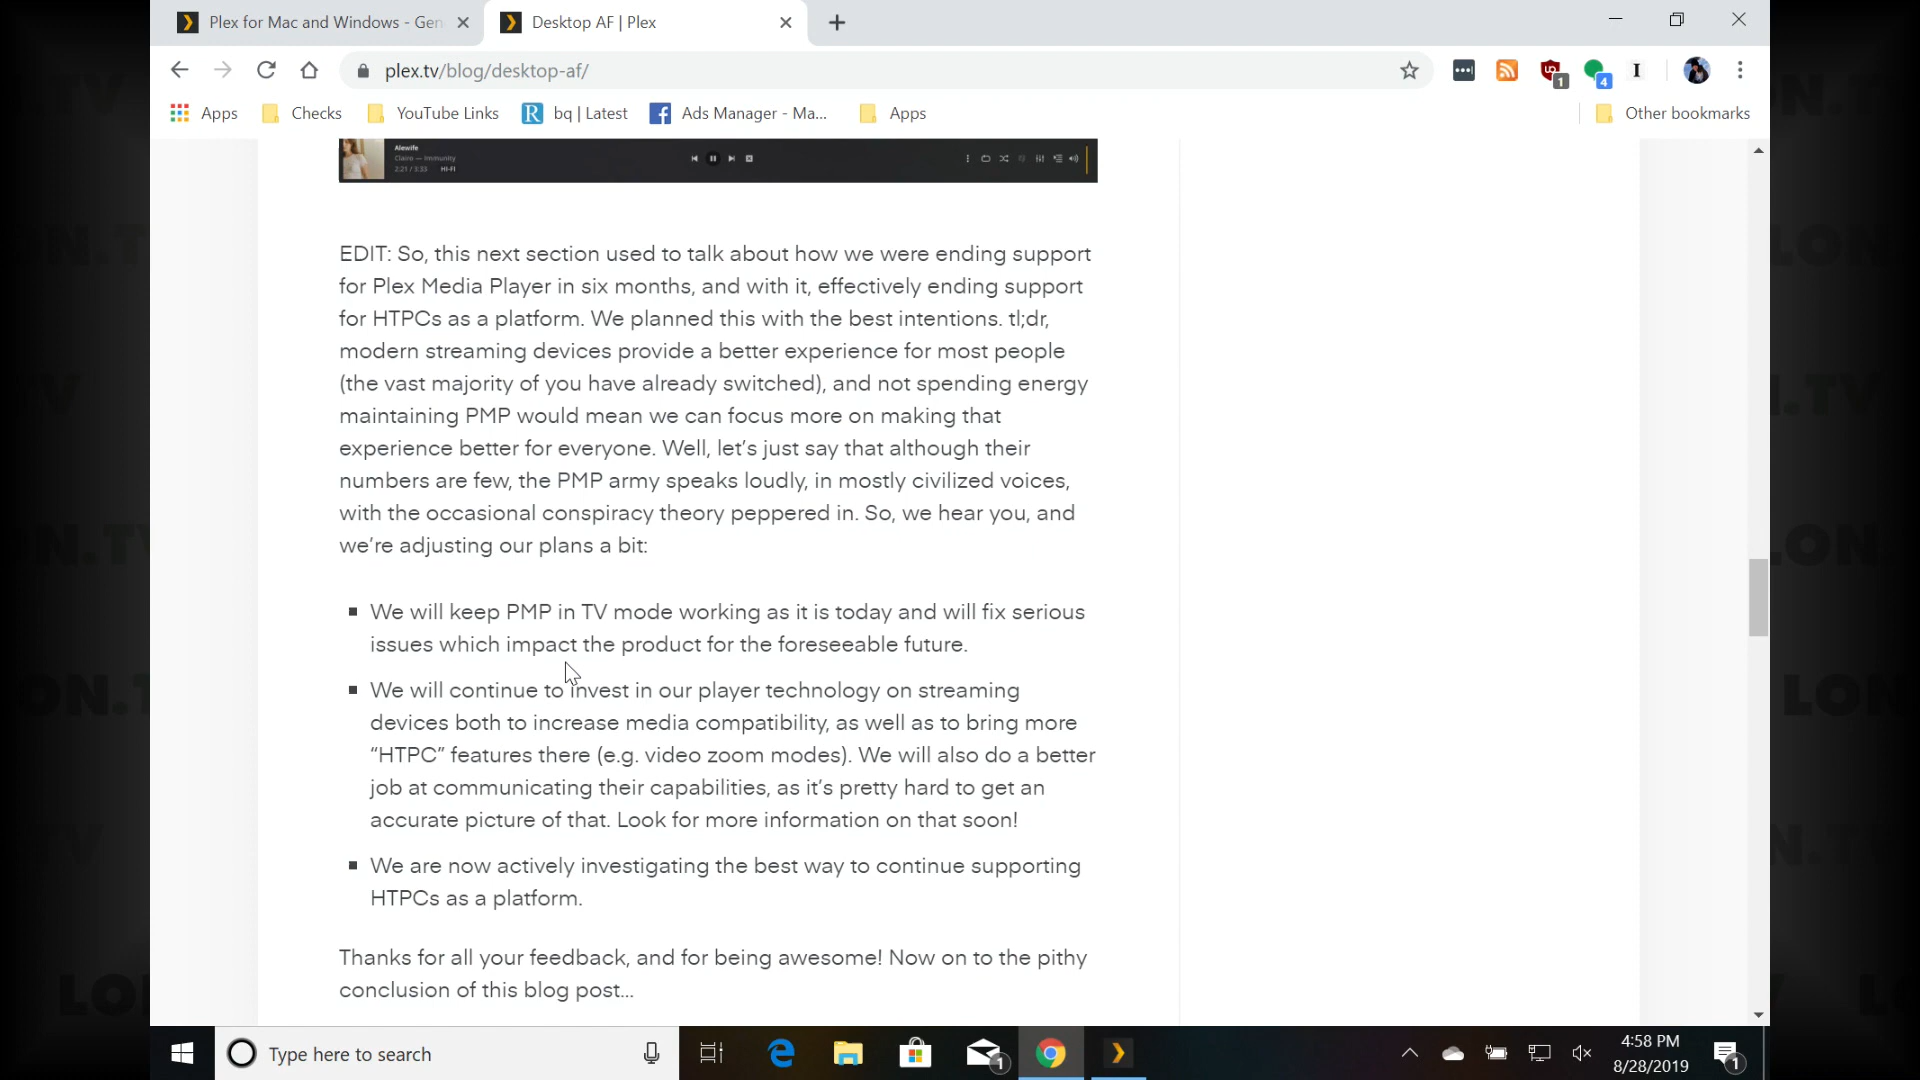 Plex for Mac and Windows - Gen
Desktop AF | Plex
plex.tv/blog/desktop-af/
1
4
I
Apps
Checks
YouTube Links
R
bq | Latest
Ads Manager - Ma...
Apps
Other bookmarks
Alewife
Clairo — Immunity
2:21 / 3:33 HI-FI
EDIT: So, this next section used to talk about how we were ending support
for Plex Media Player in six months, and with it, effectively ending support
for HTPCs as a platform. We planned this with the best intentions. tl;dr,
modern streaming devices provide a better experience for most people
(the vast majority of you have already switched), and not spending energy
maintaining PMP would mean we can focus more on making that
experience better for everyone. Well, let's just say that although their
numbers are few, the PMP army speaks loudly, in mostly civilized voices,
with the occasional conspiracy theory peppered in. So, we hear you, and
we're adjusting our plans a bit:
We will keep PMP in TV mode working as it is today and will fix serious
issues which impact the product for the foreseeable future.
We will continue to invest in our player technology on streaming
devices both to increase media compatibility, as well as to bring more
“HTPC” features there (e.g. video zoom modes). We will also do a better
job at communicating their capabilities, as it's pretty hard to get an
accurate picture of that. Look for more information on that soon!
We are now actively investigating the best way to continue supporting
HTPCs as a platform.
Thanks for all your feedback, and for being awesome! Now on to the pithy
conclusion of this blog post...
Type here to search
1
4:58 PM
8/28/2019
1